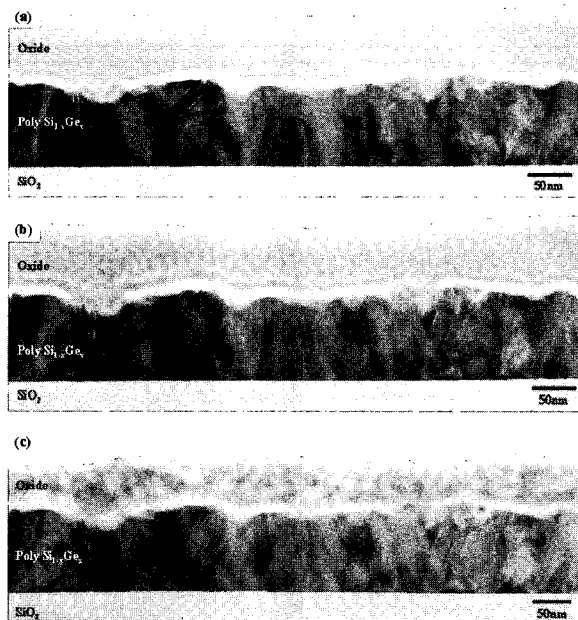 (a)
Oxide
Poly Si₁₋ₓGeₓ
SiO₂
50nm
(b)
Oxide
Poly Si₁₋ₓGeₓ
SiO₂
50nm
(c)
Oxide
Poly Si₁₋ₓGeₓ
SiO₂
50nm